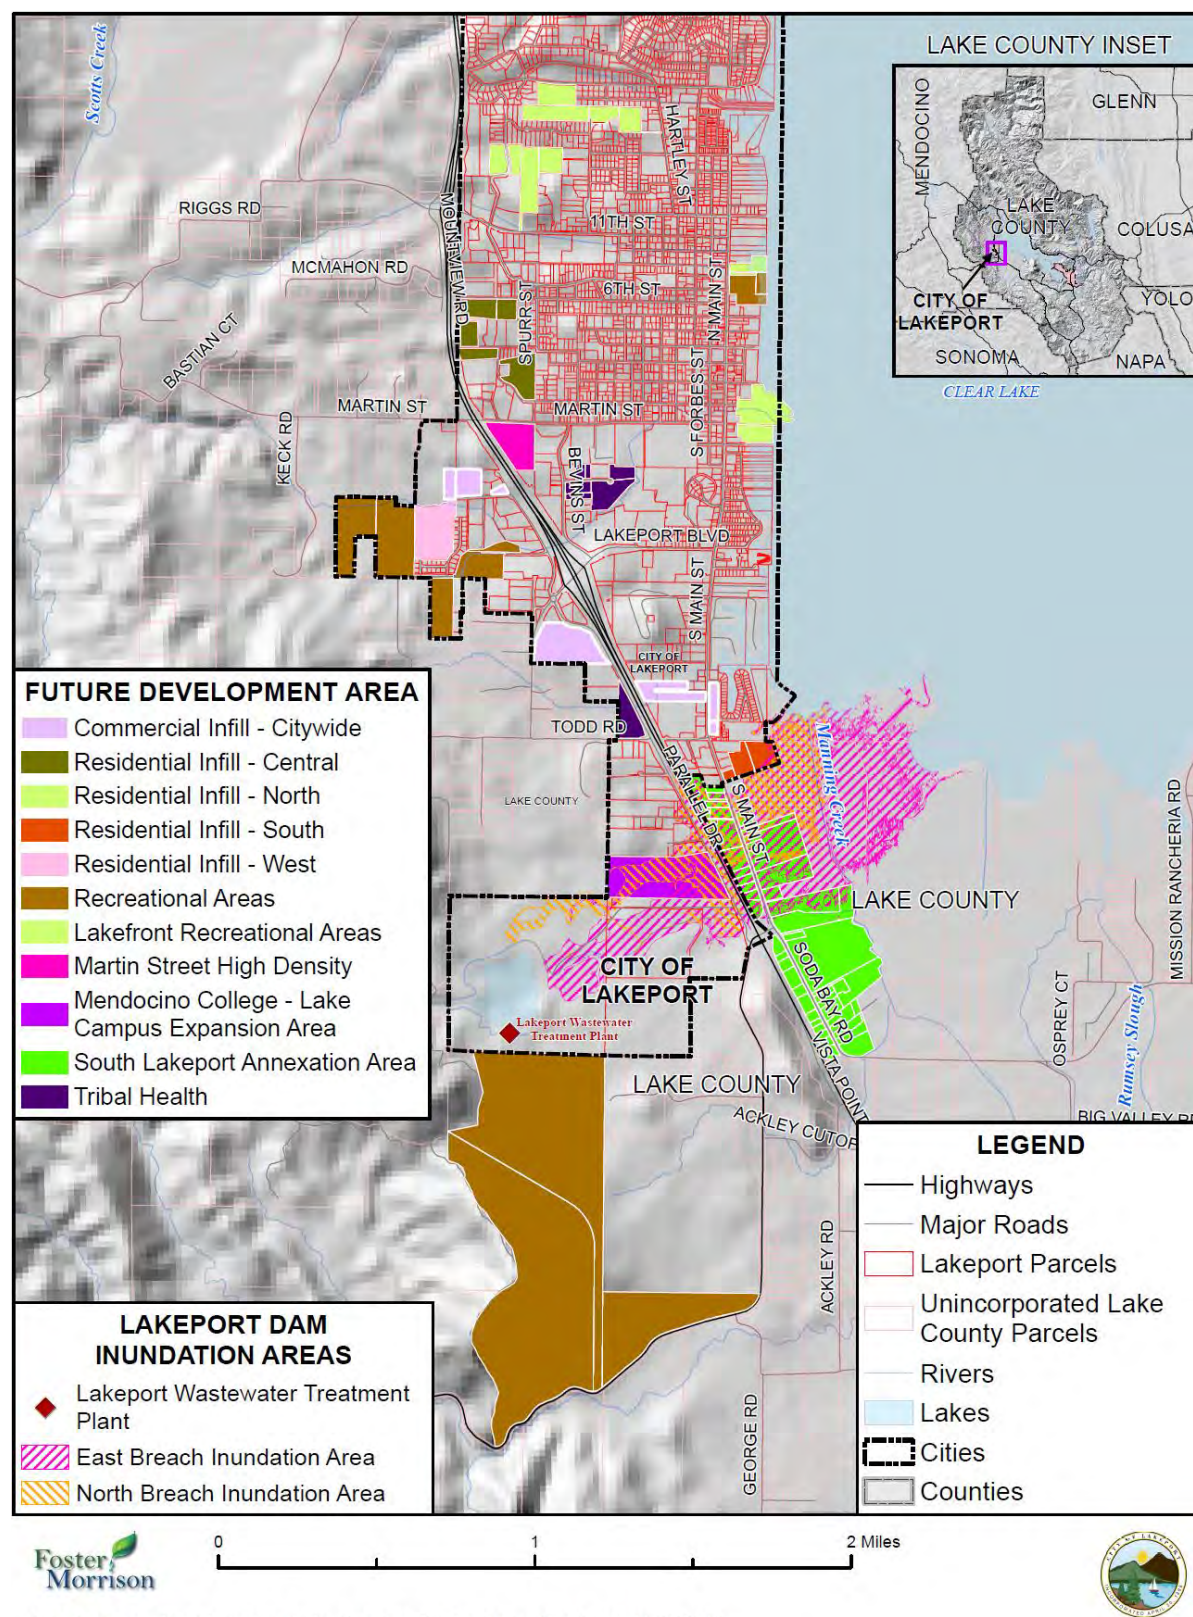 LAKE COUNTY INSET
MENDOCINO
GLENN
LAKE
COUNTY
COLUSA
CITY OF
LAKEPORT
YOLO
SONOMA
NAPA
CLEAR LAKE
Scotts Creek
HARTLEY ST
RIGGS RD
MOUNTVIEW RD
11TH ST
MCMAHON RD
6TH ST
N MAIN ST
SPURR ST
BASTIAN CT
MARTIN ST
MARTIN ST
S FORBES ST
KECK RD
BEVINS ST
LAKEPORT BLVD
S MAIN ST
CITY OF
LAKEPORT
TODD RD
LAKE COUNTY
PARALLEL DR
S MAIN ST
Manning Creek
MISSION RANCHERIA RD
LAKE COUNTY
CITY OF
LAKEPORT
SODA BAY RD
Lakeport Wastewater
Treatment Plant
VISTA POINT
OSPREY CT
Rumsey Slough
LAKE COUNTY
ACKLEY CUTOF
BIG VALLEY RD
ACKLEY RD
GEORGE RD
FUTURE DEVELOPMENT AREA
Commercial Infill - Citywide
Residential Infill - Central
Residential Infill - North
Residential Infill - South
Residential Infill - West
Recreational Areas
Lakefront Recreational Areas
Martin Street High Density
Mendocino College - Lake
Campus Expansion Area
South Lakeport Annexation Area
Tribal Health
LAKEPORT DAM
INUNDATION AREAS
Lakeport Wastewater Treatment
Plant
East Breach Inundation Area
North Breach Inundation Area
LEGEND
Highways
Major Roads
Lakeport Parcels
Unincorporated Lake
County Parcels
Rivers
Lakes
Cities
Counties
Foster
Morrison
0 1 2 Miles
CITY OF LAKEPORT